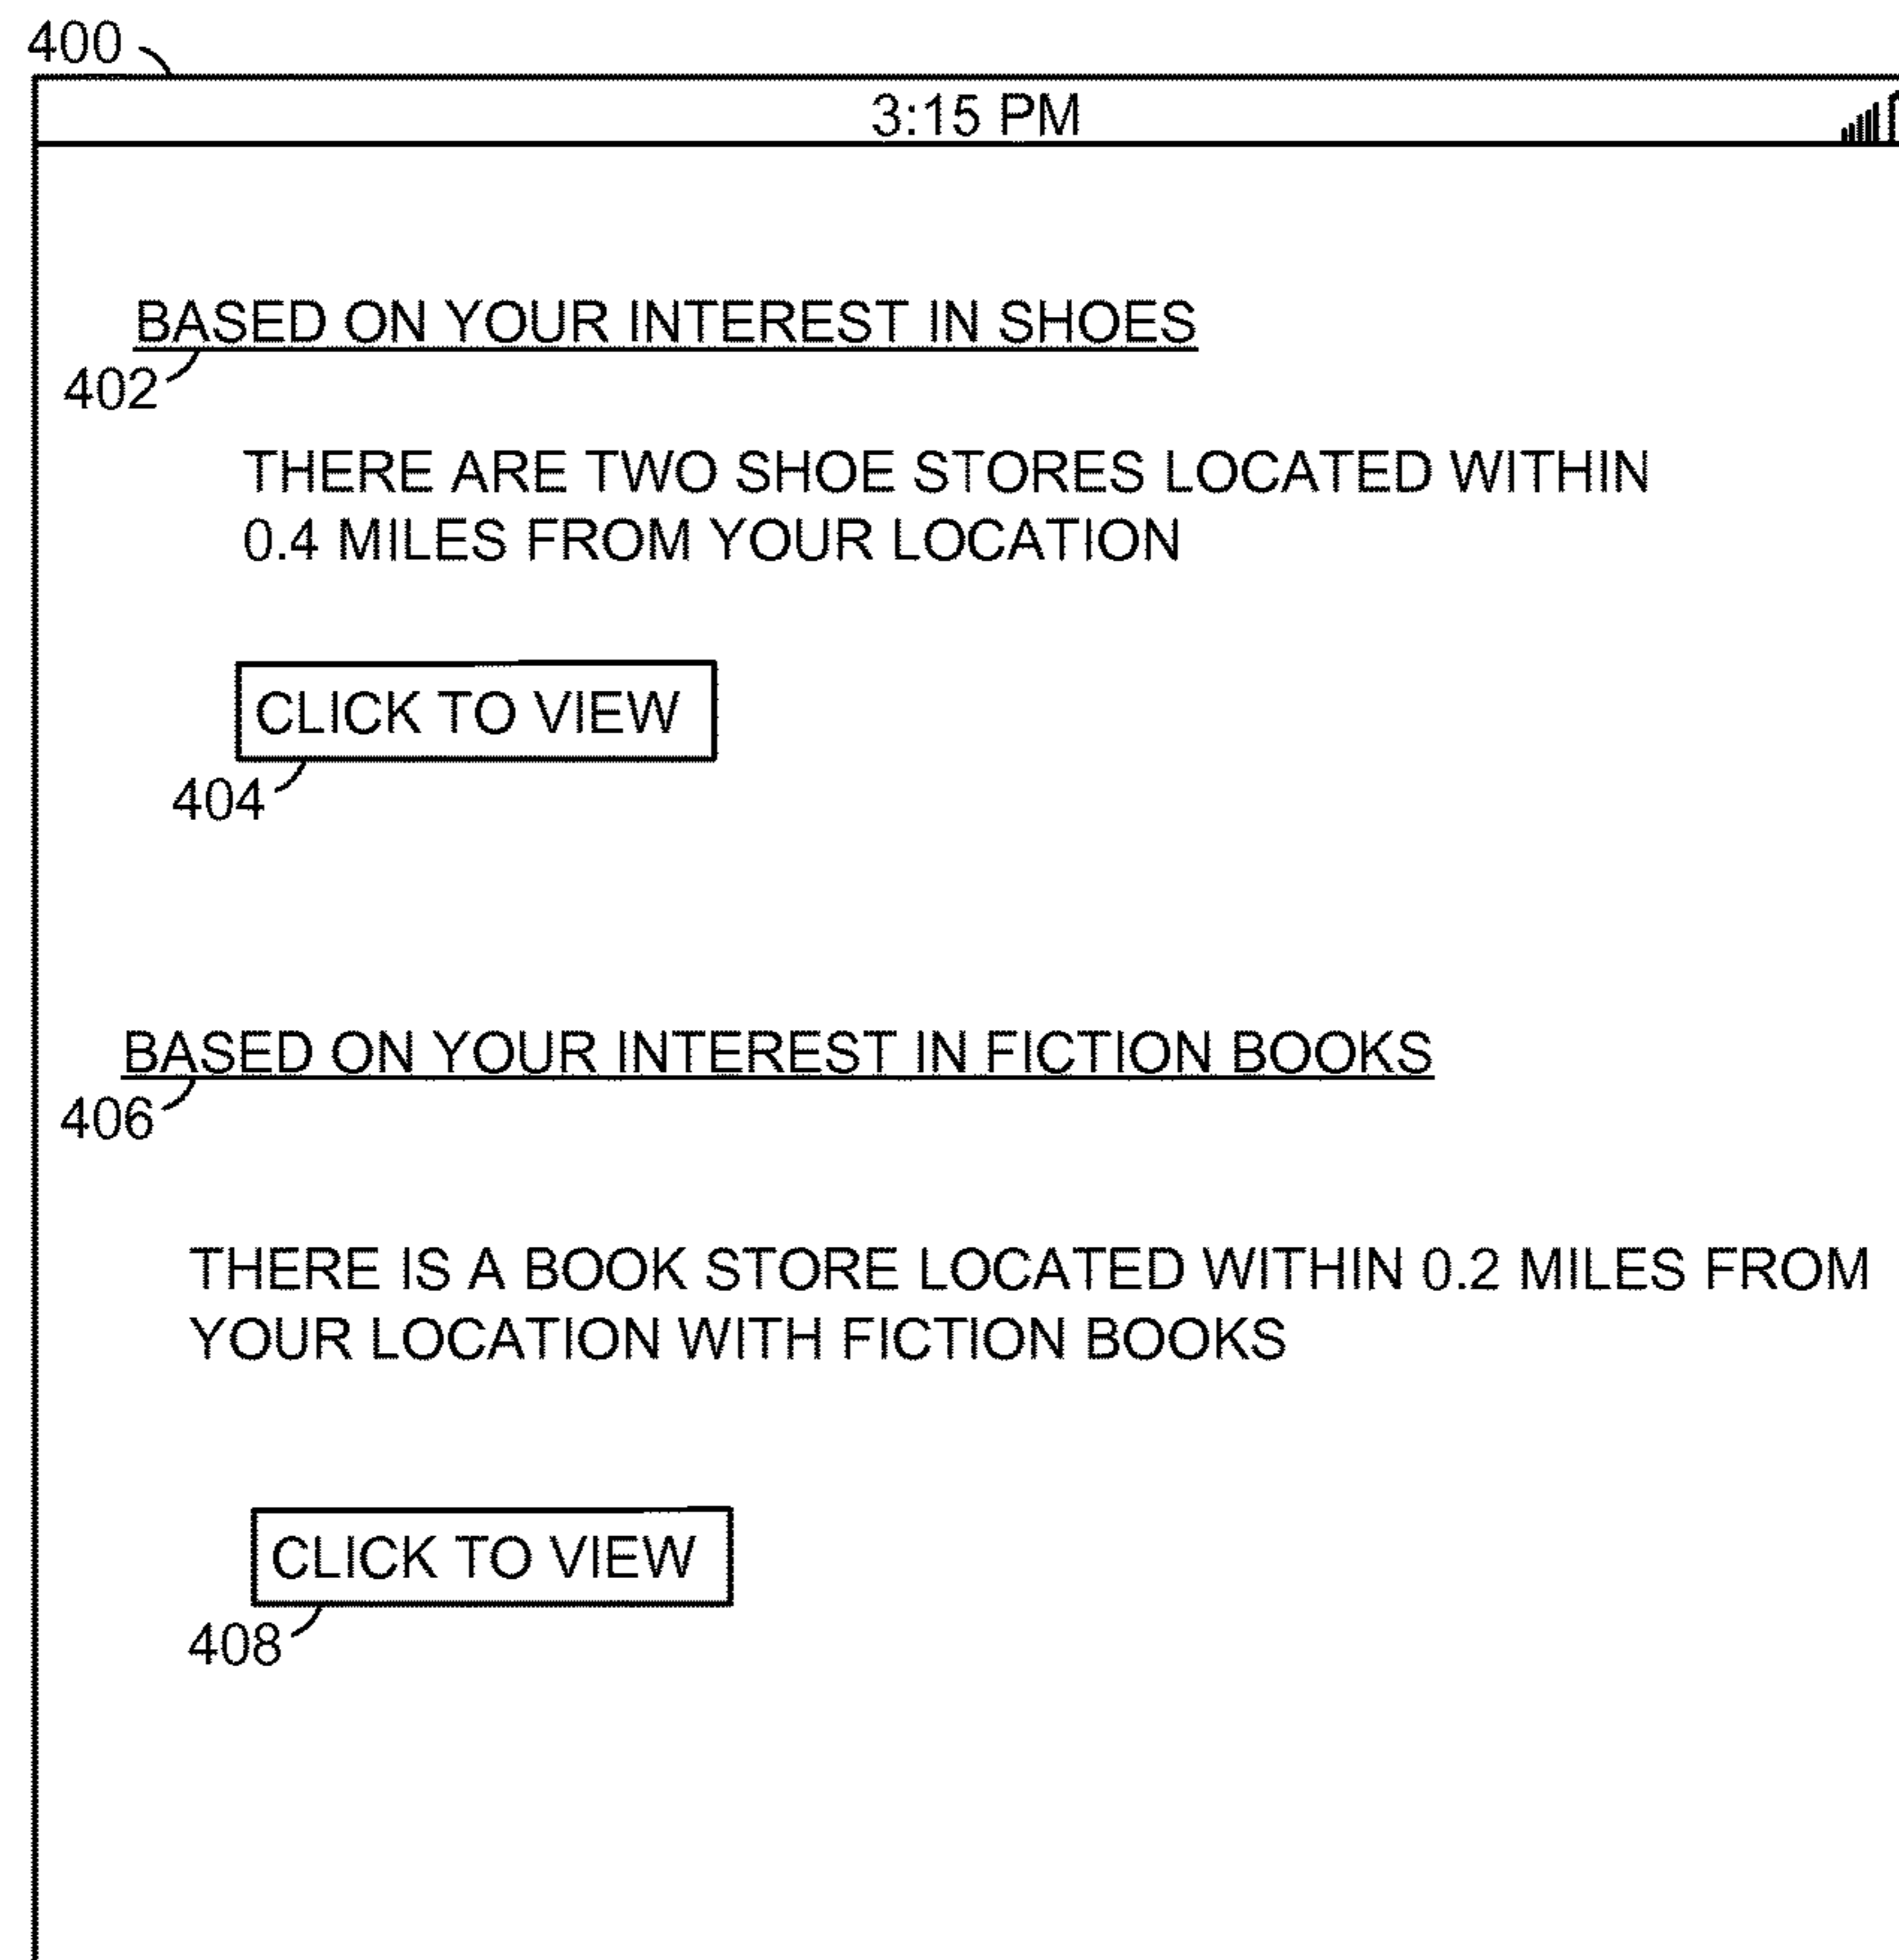 400
3:15 PM
BASED ON YOUR INTEREST IN SHOES
402
THERE ARE TWO SHOE STORES LOCATED WITHIN
0.4 MILES FROM YOUR LOCATION
CLICK TO VIEW
404
BASED ON YOUR INTEREST IN FICTION BOOKS
406
THERE IS A BOOK STORE LOCATED WITHIN 0.2 MILES FROM
YOUR LOCATION WITH FICTION BOOKS
CLICK TO VIEW
408